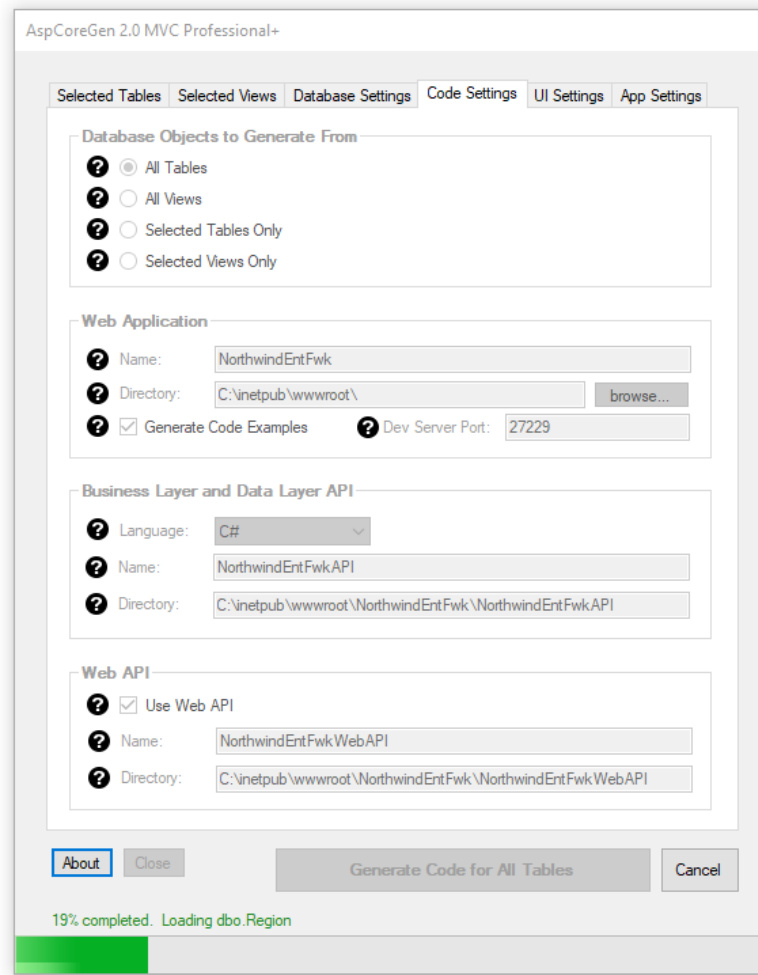 AspCoreGen 2.0 MVC Professional+
Selected Tables Selected Views Database Settings Code Settings UI Settings App Settings
Database Objects to Generate From
? All Tables
? All Views
? Selected Tables Only
? Selected Views Only
Web Application
? Name: NorthwindEntFwk
? Directory: C:\inetpub\wwwroot\ browse...
? Generate Code Examples ? Dev Server Port: 27229
Business Layer and Data Layer API
? Language: C#
? Name: NorthwindEntFwkAPI
? Directory: C:\inetpub\wwwroot\NorthwindEntFwk\NorthwindEntFwkAPI
Web API
? Use Web API
? Name: NorthwindEntFwkWebAPI
? Directory: C:\inetpub\wwwroot\NorthwindEntFwk\NorthwindEntFwkWebAPI
About Close Generate Code for All Tables Cancel
19% completed. Loading dbo.Region